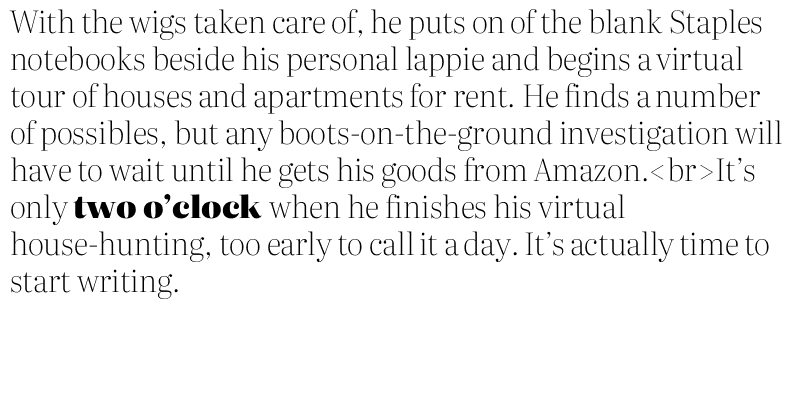 With the wigs taken care of, he puts on of the blank Staples
notebooks beside his personal lappie and begins a virtual
tour of houses and apartments for rent. He finds a number
of possibles, but any boots-on-the-ground investigation will
have to wait until he gets his goods from Amazon.<br>It’s
only two o’clock when he finishes his virtual
house-hunting, too early to call it a day. It’s actually time to
start writing.